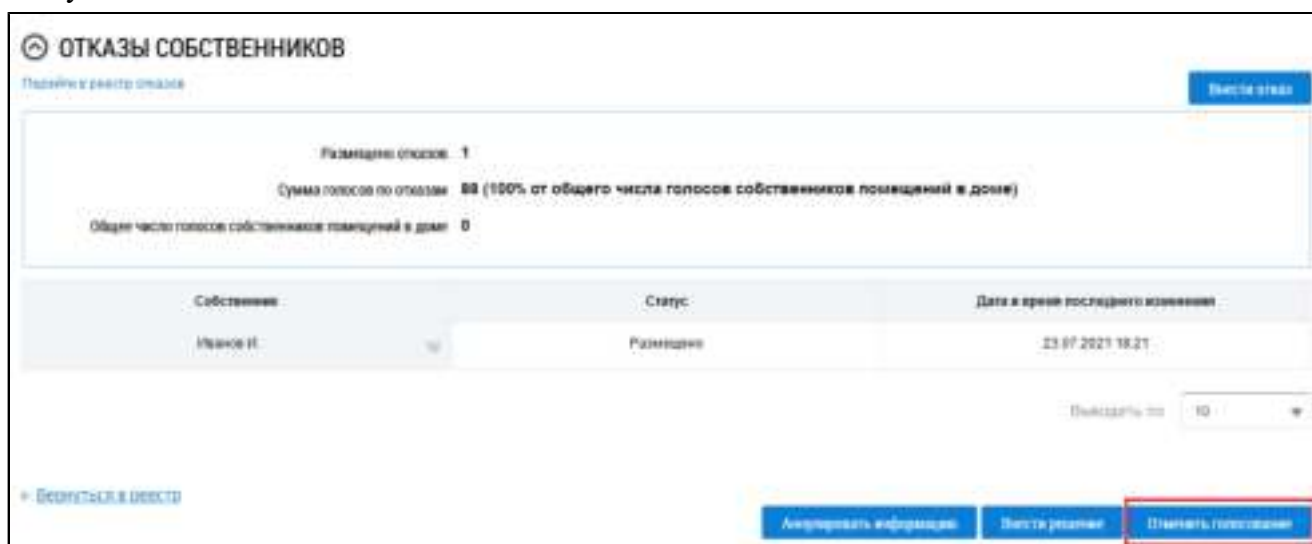 ОТКАЗЫ СОБСТВЕННИКОВ
Перейти в реестр отказов
Внести отказ
Размещено отказов 1
Сумма голосов по отказам 88 (100% от общего числа голосов собственников помещений в доме)
Общее число голосов собственников помещений в доме 0
Собственник Статус Дата и время последнего изменения
Иванов И. Размещено 23.07.2021 18:21
Выводить по 10
Вернуться в реестр
Аннулировать информацию Внести решение Отменить голосование